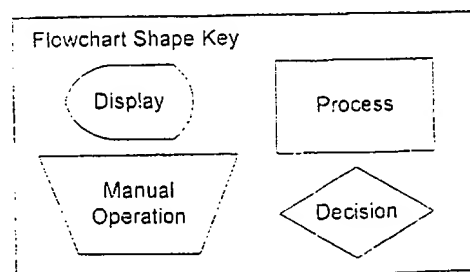 Flowchart Shape Key
Display
Process
Manual
Operation
Decision